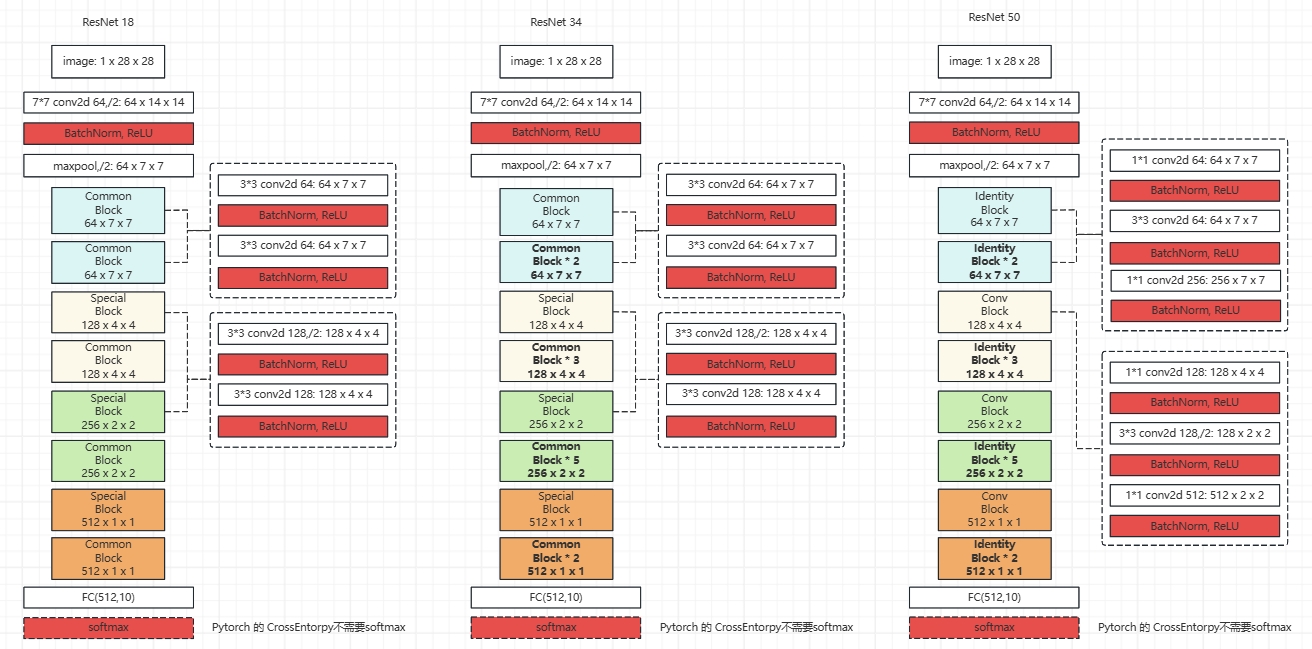 ResNet 18
image: 1 x 28 x 28
7*7 conv2d 64,/2: 64 x 14 x 14
BatchNorm, ReLU
maxpool,/2: 64 x 7 x 7
Common
Block
64 x 7 x 7
Common
Block
64 x 7 x 7
Special
Block
128 x 4 x 4
Common
Block
128 x 4 x 4
Special
Block
256 x 2 x 2
Common
Block
256 x 2 x 2
Special
Block
512 x 1 x 1
Common
Block
512 x 1 x 1
FC(512,10)
softmax
3*3 conv2d 64: 64 x 7 x 7
BatchNorm, ReLU
3*3 conv2d 64: 64 x 7 x 7
BatchNorm, ReLU
3*3 conv2d 128,/2: 128 x 4 x 4
BatchNorm, ReLU
3*3 conv2d 128: 128 x 4 x 4
BatchNorm, ReLU
Pytorch 的 CrossEntorpy不需要softmax
ResNet 34
image: 1 x 28 x 28
7*7 conv2d 64,/2: 64 x 14 x 14
BatchNorm, ReLU
maxpool,/2: 64 x 7 x 7
Common
Block
64 x 7 x 7
Common
Block * 2
64 x 7 x 7
Special
Block
128 x 4 x 4
Common
Block * 3
128 x 4 x 4
Special
Block
256 x 2 x 2
Common
Block * 5
256 x 2 x 2
Special
Block
512 x 1 x 1
Common
Block * 2
512 x 1 x 1
FC(512,10)
softmax
3*3 conv2d 64: 64 x 7 x 7
BatchNorm, ReLU
3*3 conv2d 64: 64 x 7 x 7
BatchNorm, ReLU
3*3 conv2d 128,/2: 128 x 4 x 4
BatchNorm, ReLU
3*3 conv2d 128: 128 x 4 x 4
BatchNorm, ReLU
Pytorch 的 CrossEntorpy不需要softmax
ResNet 50
image: 1 x 28 x 28
7*7 conv2d 64,/2: 64 x 14 x 14
BatchNorm, ReLU
maxpool,/2: 64 x 7 x 7
Identity
Block
64 x 7 x 7
Identity
Block * 2
64 x 7 x 7
Conv
Block
128 x 4 x 4
Identity
Block * 3
128 x 4 x 4
Conv
Block
256 x 2 x 2
Identity
Block * 5
256 x 2 x 2
Conv
Block
512 x 1 x 1
Identity
Block * 2
512 x 1 x 1
FC(512,10)
softmax
1*1 conv2d 64: 64 x 7 x 7
BatchNorm, ReLU
3*3 conv2d 64: 64 x 7 x 7
BatchNorm, ReLU
1*1 conv2d 256: 256 x 7 x 7
BatchNorm, ReLU
1*1 conv2d 128: 128 x 4 x 4
BatchNorm, ReLU
3*3 conv2d 128,/2: 128 x 2 x 2
BatchNorm, ReLU
1*1 conv2d 512: 512 x 2 x 2
BatchNorm, ReLU
Pytorch 的 CrossEntorpy不需要softmax